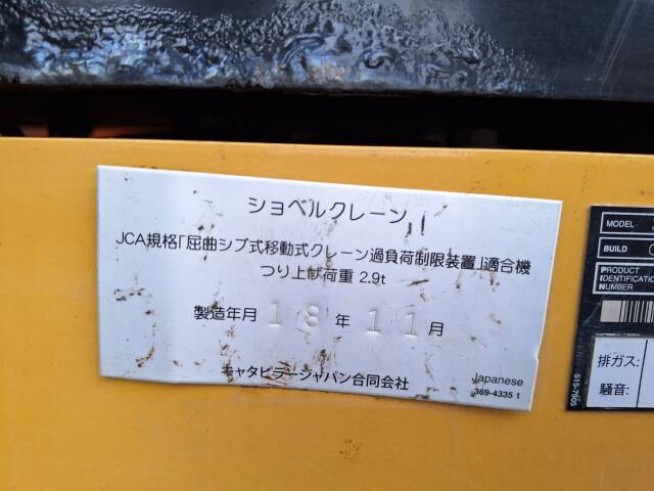 ショベルクレーン
JCA規格「屈曲ジブ式移動式クレーン過負荷制限装置」適合機
つり上げ荷重 2.9t
製造年月 18 年 11 月
キャタピラージャパン合同会社
Japanese
369-4335 1
MODEL
BUILD
PRODUCT
IDENTIFICATION
NUMBER
排ガス:
騒音:
515-7905